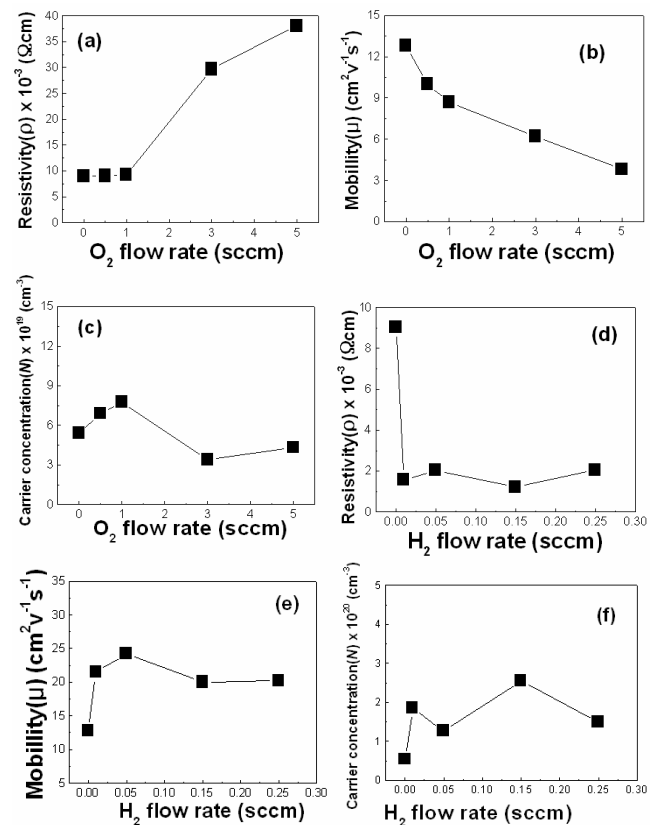 (a)
Resistivity(ρ) x 10⁻³ (Ωcm)
40
35
30
25
20
15
10
5
0
0 1 2 3 4 5
O₂ flow rate (sccm)
(b)
Mobillity(μ) (cm²v⁻¹s⁻¹)
15
12
9
6
3
0
0 1 2 3 4 5
O₂ flow rate (sccm)
(c)
Carrier concentration(N) x 10¹⁹ (cm⁻³)
15
12
9
6
3
0
0 1 2 3 4 5
O₂ flow rate (sccm)
(d)
Resistivity(ρ) x 10⁻³ (Ωcm)
10
8
6
4
2
0
0.00 0.05 0.10 0.15 0.20 0.25 0.30
H₂ flow rate (sccm)
(e)
Mobillity(μ) (cm²v⁻¹s⁻¹)
35
30
25
20
15
10
5
0.00 0.05 0.10 0.15 0.20 0.25 0.30
H₂ flow rate (sccm)
(f)
Carrier concentration(N) x 10²⁰ (cm⁻³)
5
4
3
2
1
0
0.00 0.05 0.10 0.15 0.20 0.25 0.30
H₂ flow rate (sccm)